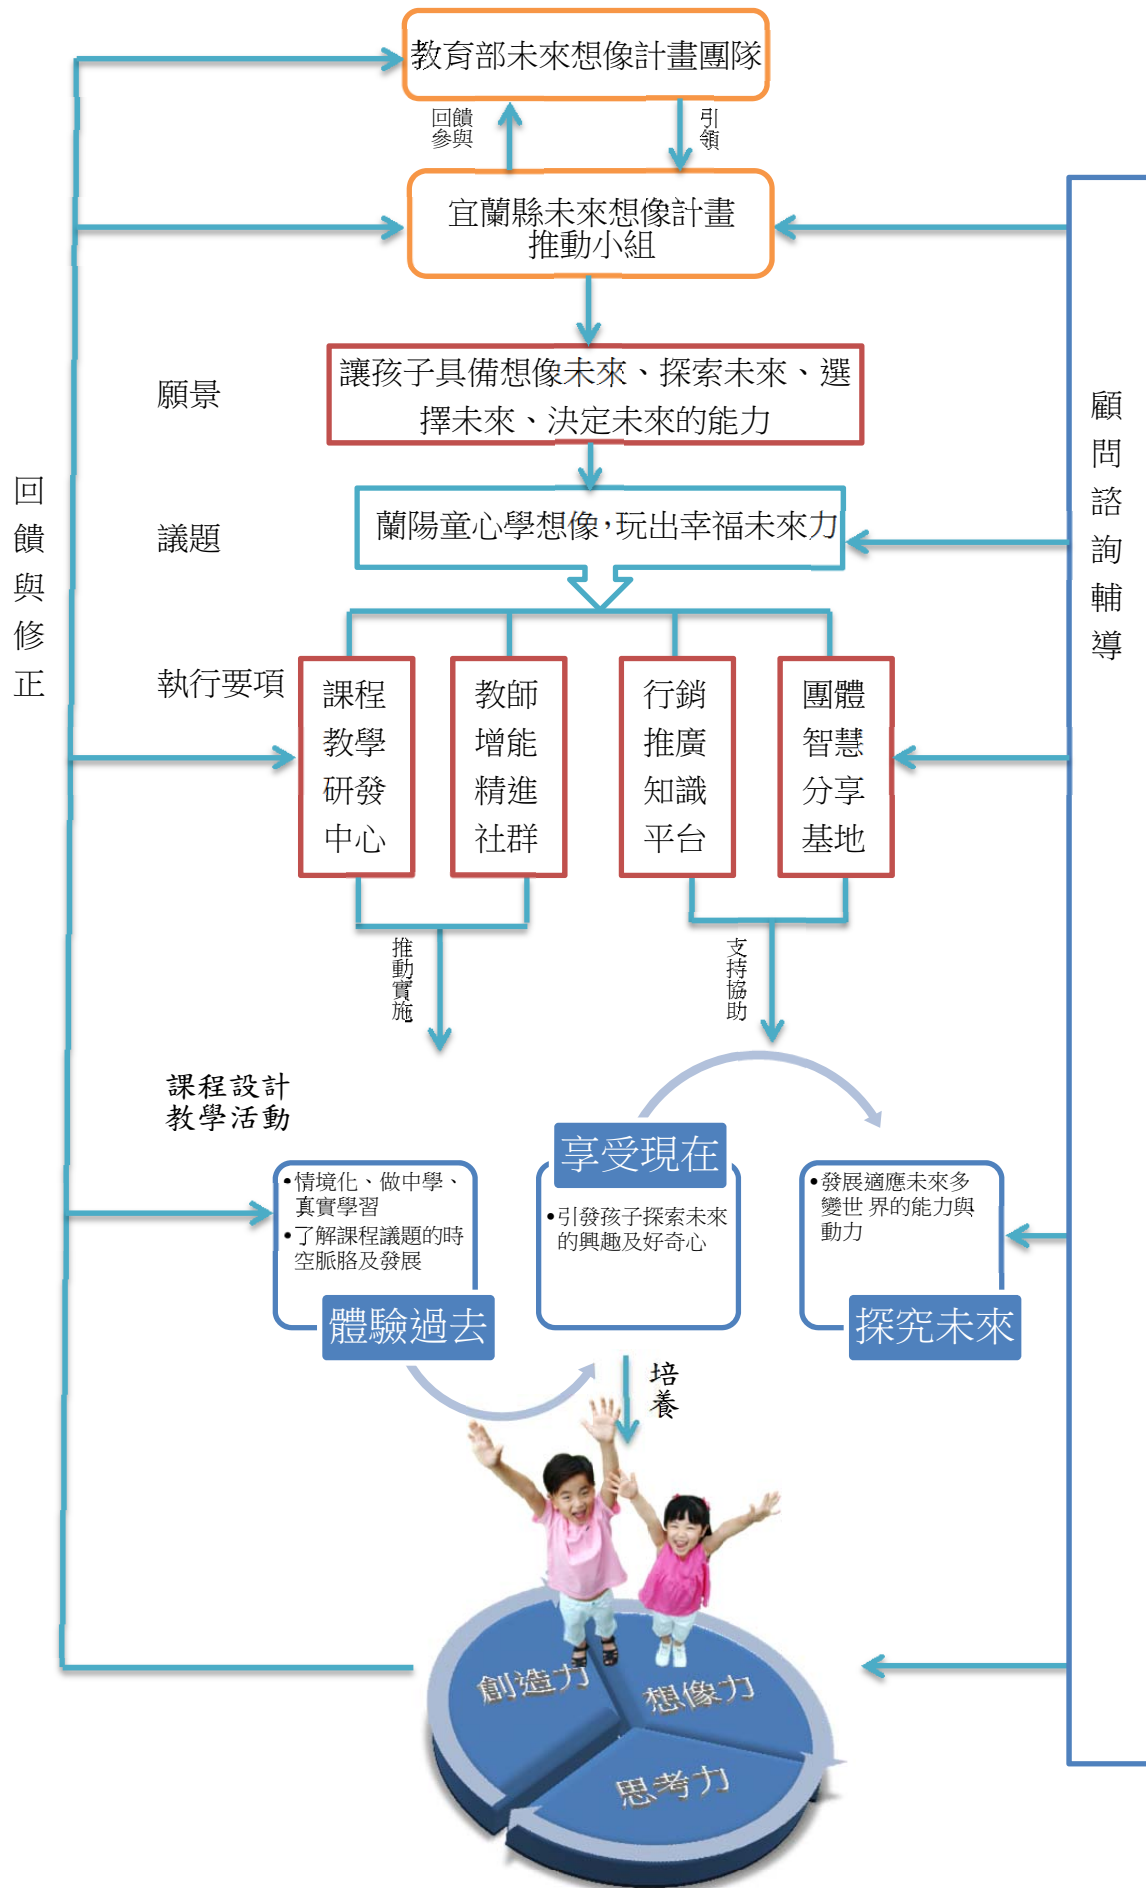 教育部未來想像計畫團隊
回饋
參與
引領
宜蘭縣未來想像計畫
推動小組
願景
讓孩子具備想像未來、探索未來、選
擇未來、決定未來的能力
議題
蘭陽童心學想像，玩出幸福未來力
回饋與修正
顧問諮詢輔導
執行要項
課程
教學
研發
中心
教師
增能
精進
社群
行銷
推廣
知識
平台
團體
智慧
分享
基地
推動實施
支持協助
課程設計
教學活動
•情境化、做中學、
真實學習
•了解課程議題的時
空脈胳及發展
體驗過去
享受現在
•引發孩子探索未來
的興趣及好奇心
•發展適應未來多
變世 界的能力與
動力
探究未來
培養
創造力
想像力
思考力